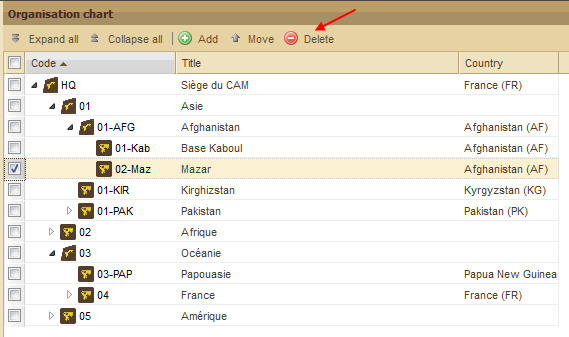 Organisation chart
Expand all Collapse all Add Move Delete
Code Title Country
HQ Siège du CAM France (FR)
01 Asie
01-AFG Afghanistan Afghanistan (AF)
01-Kab Base Kaboul Afghanistan (AF)
02-Maz Mazar Afghanistan (AF)
01-KIR Kirghizstan Kyrgyzstan (KG)
01-PAK Pakistan Pakistan (PK)
02 Afrique
03 Océanie
03-PAP Papouasie Papua New Guinea
04 France France (FR)
05 Amérique